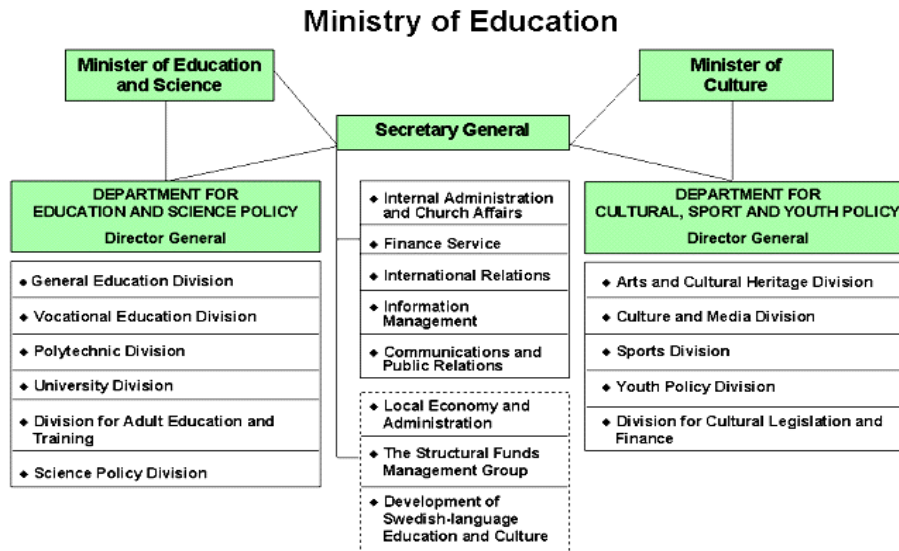 Ministry of Education
Minister of Education
and Science
Minister of
Culture
Secretary General
DEPARTMENT FOR
EDUCATION AND SCIENCE POLICY
Director General
◆ General Education Division
◆ Vocational Education Division
◆ Polytechnic Division
◆ University Division
◆ Division for Adult Education and
Training
◆ Science Policy Division
◆ Internal Administration
and Church Affairs
◆ Finance Service
◆ International Relations
◆ Information
Management
◆ Communications and
Public Relations
◆ Local Economy and
Administration
◆ The Structural Funds
Management Group
◆ Development of
Swedish-language
Education and Culture
DEPARTMENT FOR
CULTURAL, SPORT AND YOUTH POLICY
Director General
◆ Arts and Cultural Heritage Division
◆ Culture and Media Division
◆ Sports Division
◆ Youth Policy Division
◆ Division for Cultural Legislation and
Finance